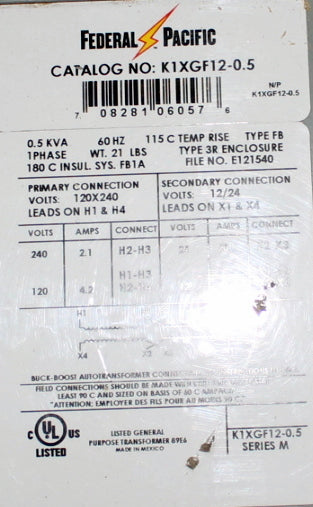 FEDERAL PACIFIC
CATALOG NO: K1XGF12-0.5
N/P
K1XGF12-0.5
7 08281 06057 6
0.5 KVA 60 HZ 115 C TEMP RISE TYPE FB
1PHASE WT. 21 LBS TYPE 3R ENCLOSURE
180 C INSUL. SYS. FB1A FILE NO. E121540
PRIMARY CONNECTION
VOLTS: 120X240
LEADS ON H1 & H4
SECONDARY CONNECTION
VOLTS: 12/24
LEADS ON X1 & X4
VOLTS AMPS CONNECT VOLTS AMPS CONNECT
240 2.1 H2-H3
H1-H3
120 4.2
H1
X4
BUCK-BOOST AUTOTRANSFORMER
FIELD CONNECTIONS SHOULD BE MADE WITH
LEAST 90 C AND SIZED ON BASIS OF 60 C AMPACITY
"ATTENTION: EMPLOYER DES FILS POUR AU MOINS 90 C"
C UL US
LISTED
LISTED GENERAL
PURPOSE TRANSFORMER 89E6
MADE IN MEXICO
K1XGF12-0.5
SERIES M